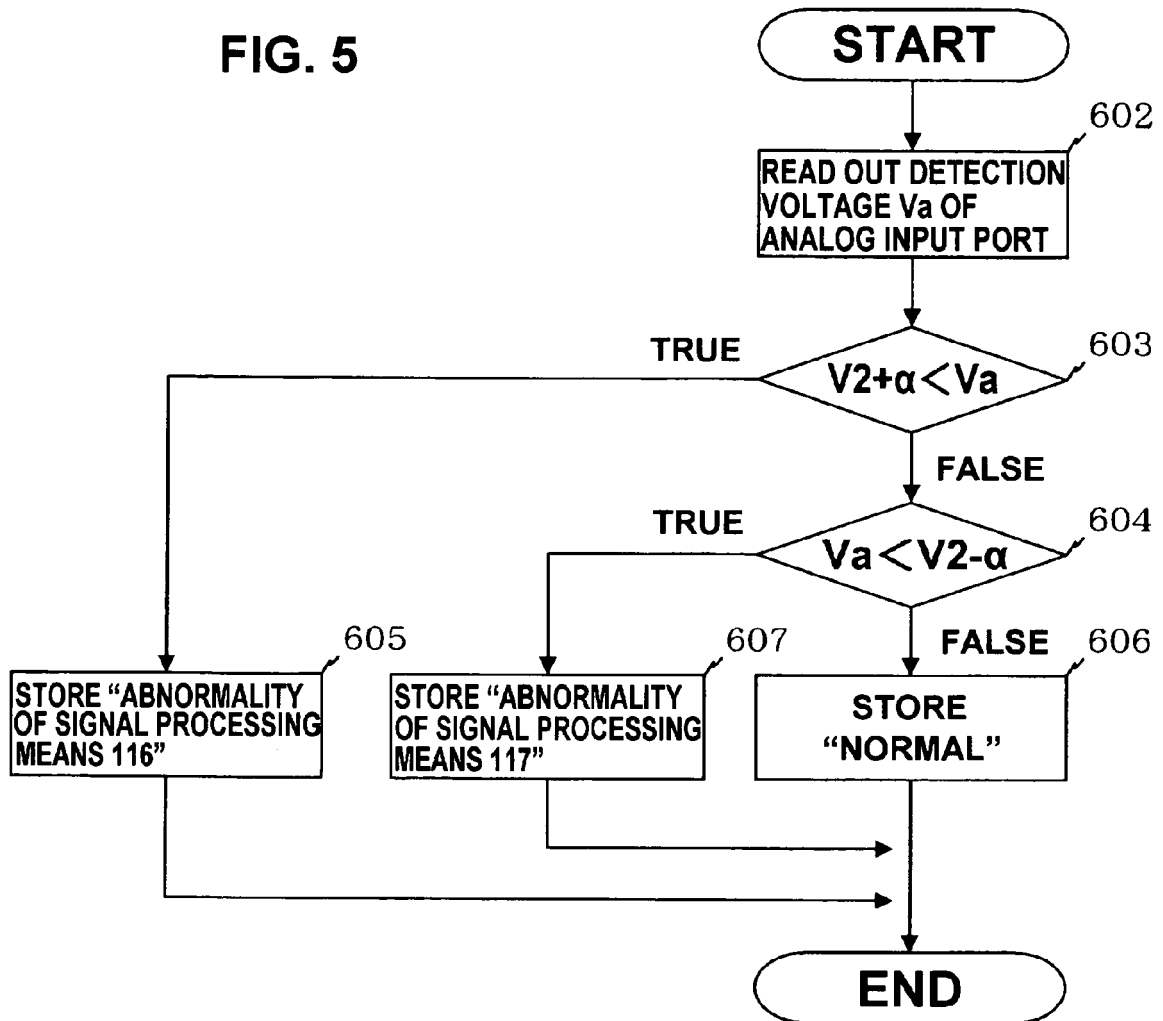 FIG. 5
START
602
READ OUT DETECTION
VOLTAGE Va OF
ANALOG INPUT PORT
603
TRUE
V2+α<Va
FALSE
604
TRUE
Va<V2-α
FALSE
605
STORE “ABNORMALITY
OF SIGNAL PROCESSING
MEANS 116”
607
STORE “ABNORMALITY
OF SIGNAL PROCESSING
MEANS 117”
606
STORE
“NORMAL”
END